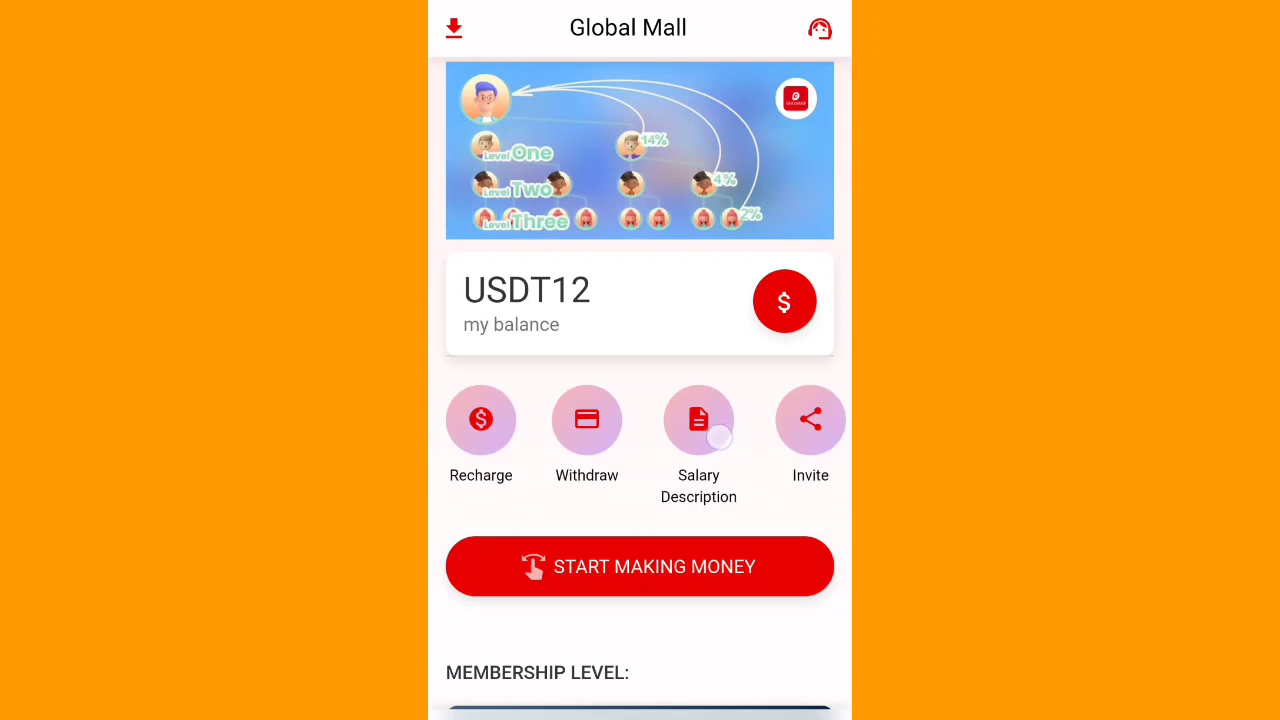 Global Mall
14%
Level One
4%
Level Two
2%
Level Three
USDT12
my balance
$
Recharge
Withdraw
Salary
Description
Invite
START MAKING MONEY
MEMBERSHIP LEVEL: